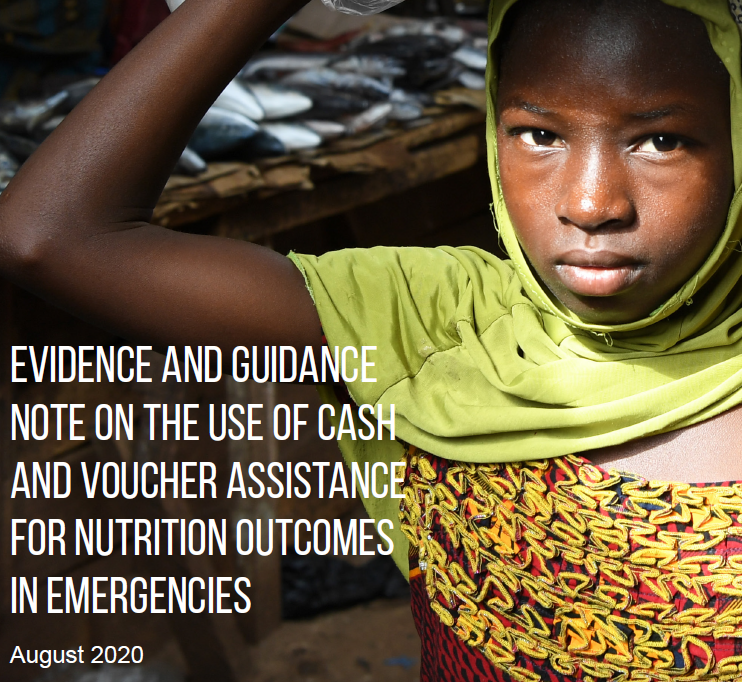 EVIDENCE AND GUIDANCE
NOTE ON THE USE OF CASH
AND VOUCHER ASSISTANCE
FOR NUTRITION OUTCOMES
IN EMERGENCIES
August 2020